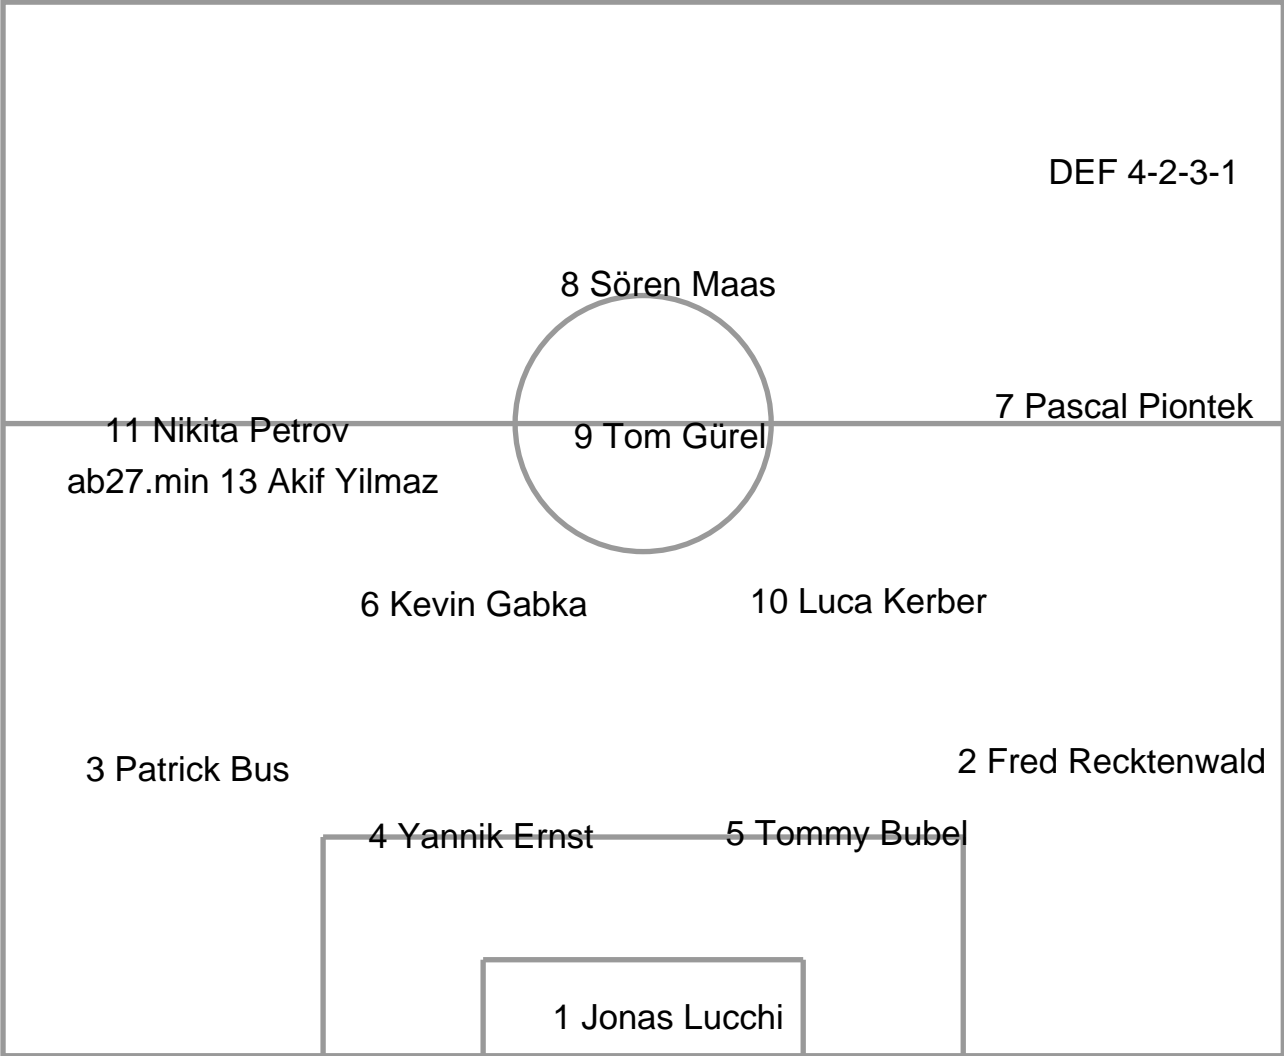 DEF 4-2-3-1
8 Sören Maas
7 Pascal Piontek
11 Nikita Petrov
9 Tom Gürel
ab27.min 13 Akif Yilmaz
6 Kevin Gabka
10 Luca Kerber
3 Patrick Bus
2 Fred Recktenwald
4 Yannik Ernst
5 Tommy Bubel
1 Jonas Lucchi